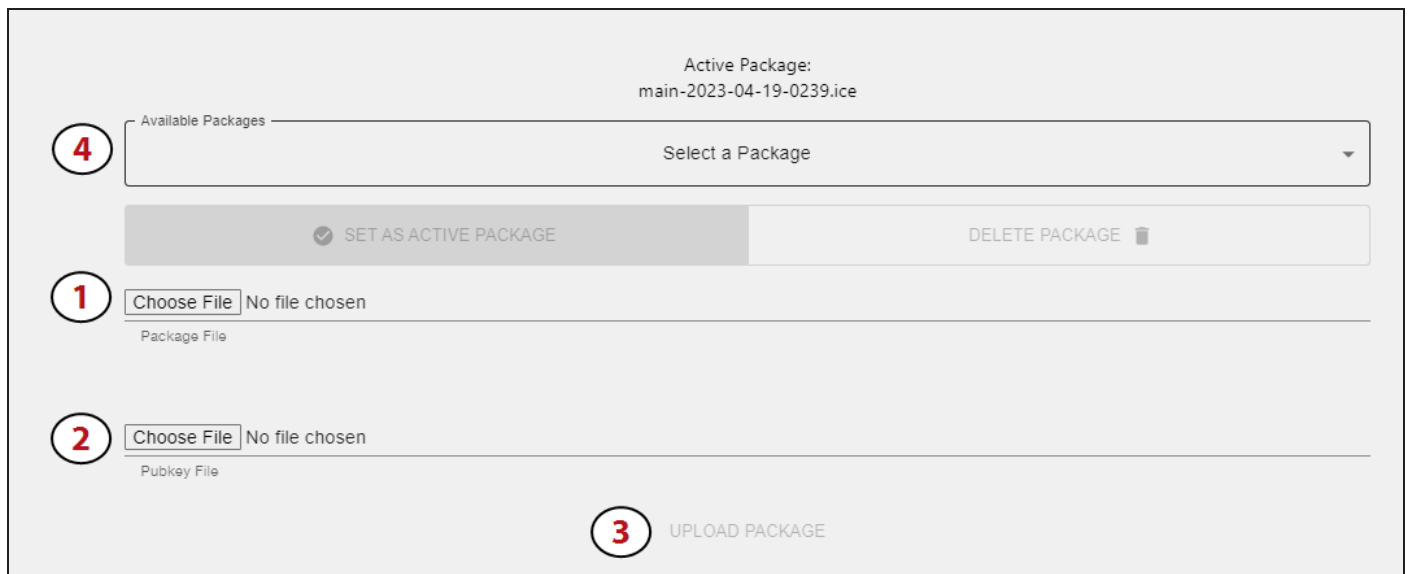 Active Package:
main-2023-04-19-0239.ice
Available Packages
4
Select a Package
SET AS ACTIVE PACKAGE
DELETE PACKAGE
1
Choose File No file chosen
Package File
2
Choose File No file chosen
Pubkey File
3
UPLOAD PACKAGE